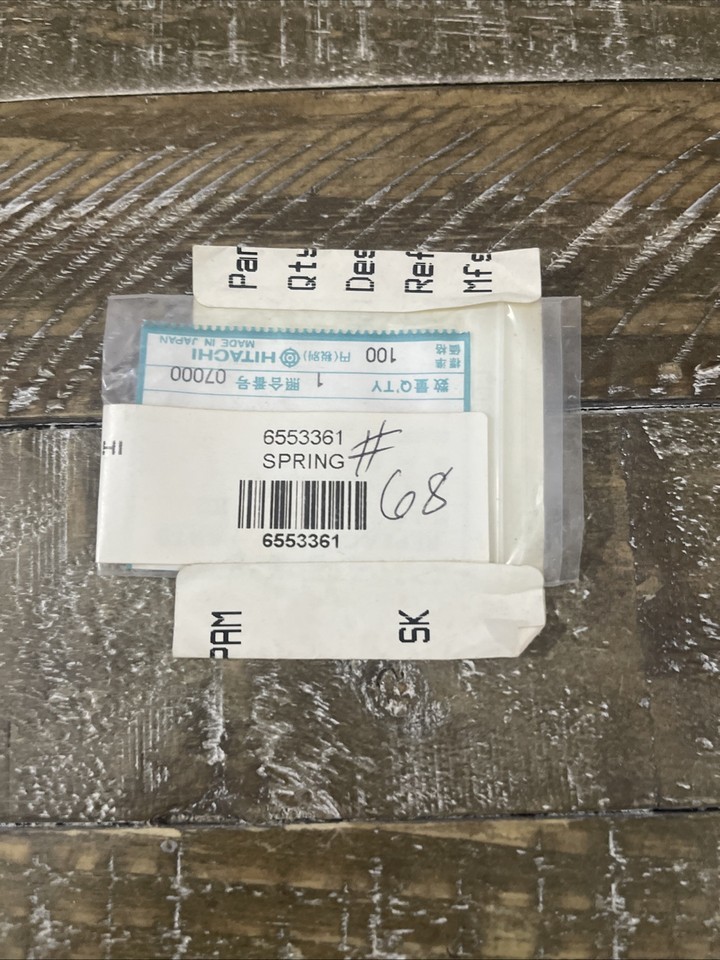 Par
Qty
Des
Ref
Mfg
標準価格 100 円(税別) HITACHI
MADE IN JAPAN
数量Q'TY 1 照合番号 07000
HI
6553361
SPRING
#68
6553361
PAM
SK